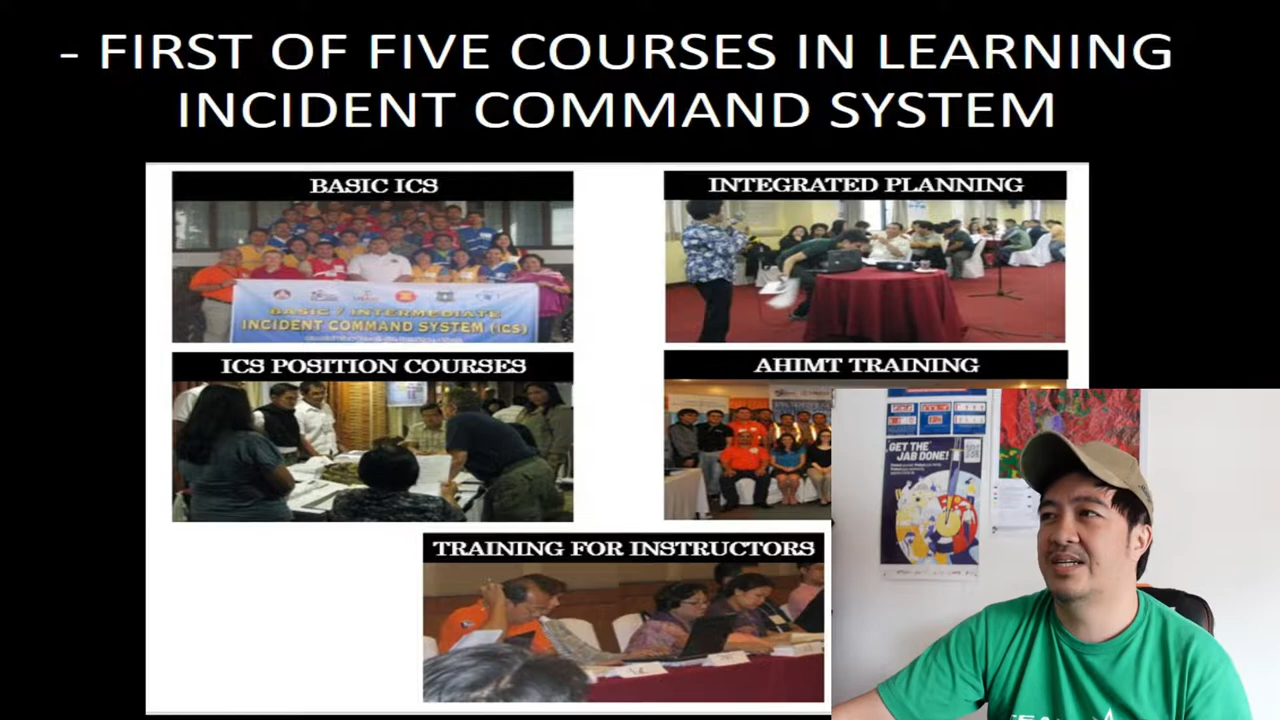 - FIRST OF FIVE COURSES IN LEARNING
INCIDENT COMMAND SYSTEM
BASIC ICS
INTEGRATED PLANNING
BASIC / INTERMEDIATE
INCIDENT COMMAND SYSTEM (ICS)
ICS POSITION COURSES
AHIMT TRAINING
GET THE
JAB DONE!
TRAINING FOR INSTRUCTORS